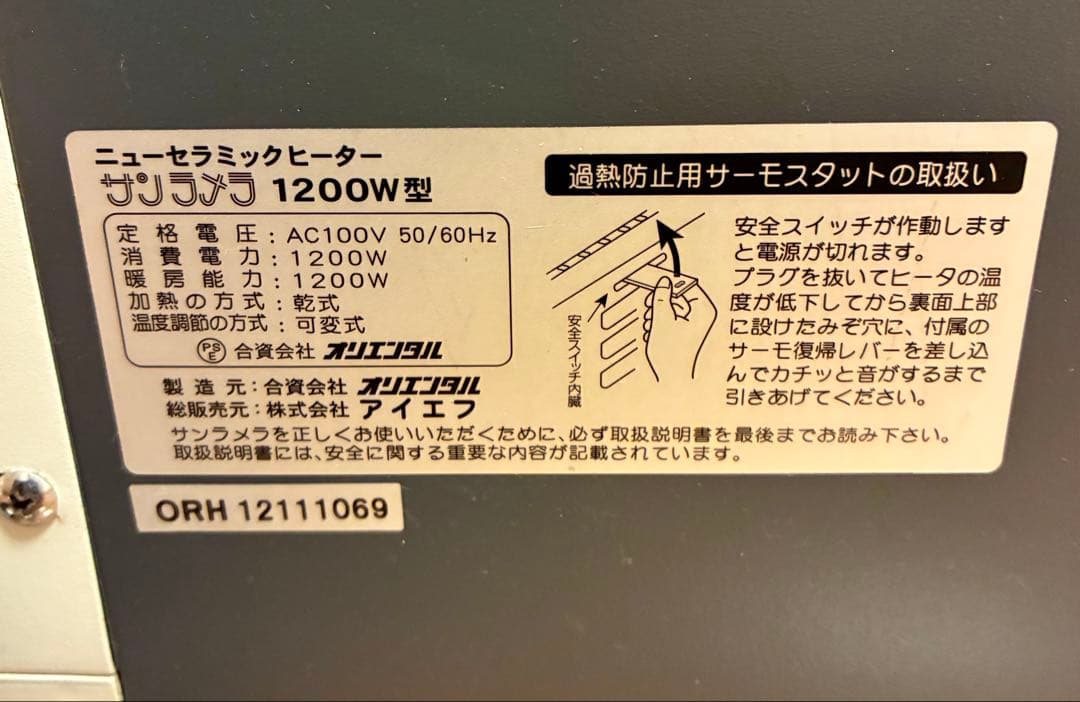 ニューセラミックヒーター
サンラメラ 1200W型
定格電圧：AC100V 50/60Hz
消費電力：1200W
暖房能力：1200W
加熱の方式：乾式
温度調節の方式：可変式
PSE 合資会社 オリエンタル
製造元：合資会社 オリエンタル
総販売元：株式会社 アイエフ
過熱防止用サーモスタットの取扱い
安全スイッチ内臓
安全スイッチが作動しますと電源が切れます。
プラグを抜いてヒータの温度が低下してから裏面上部に設けたみぞ穴に、付属のサーモ復帰レバーを差し込んでカチッと音がするまで引きあげてください。
サンラメラを正しくお使いいただくために、必ず取扱説明書を最後までお読み下さい。
取扱説明書には、安全に関する重要な内容が記載されています。
ORH 12111069